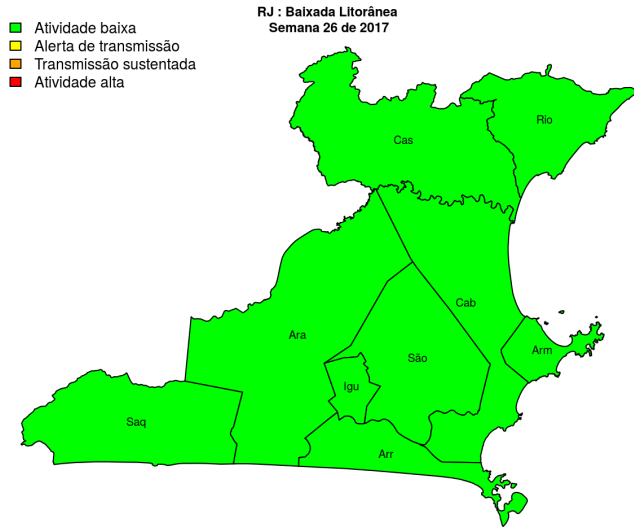 RJ : Baixada Litorânea
Semana 26 de 2017
Atividade baixa
Alerta de transmissão
Transmissão sustentada
Atividade alta
Rio
Cas
Cab
Ara
Arm
São
Igu
Saq
Arr